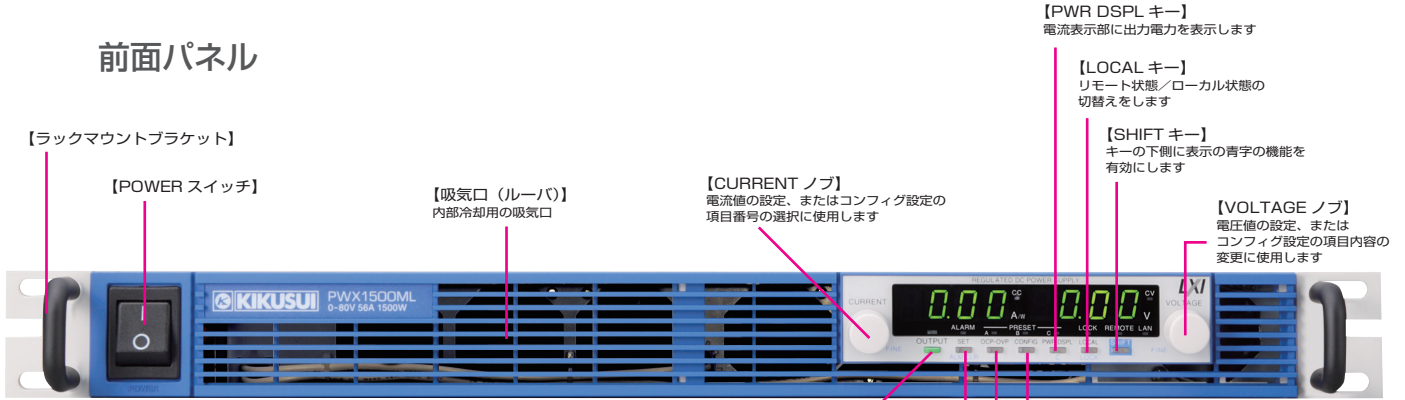 【PWR DSPL キー】
電流表示部に出力電力を表示します
前面パネル
【LOCAL キー】
リモート状態／ローカル状態の
切替えをします
【SHIFT キー】
キーの下側に表示の青字の機能を
有効にします
【ラックマウントブラケット】
【POWER スイッチ】
【吸気口（ルーバ）】
内部冷却用の吸気口
【CURRENT ノブ】
電流値の設定、またはコンフィグ設定の
項目番号の選択に使用します
【VOLTAGE ノブ】
電圧値の設定、または
コンフィグ設定の項目内容の
変更に使用します
REGULATED DC POWER SUPPLY
LXI
KIKUSUI
PWX1500ML
0-80V 56A 1500W
CURRENT
0.00 CC A/W
0.00 CV V
VOLTAGE
ALARM
PRESET
A B C
LOCK REMOTE LAN
OUTPUT SET OCP•OVP CONFIG PWR DSPL LOCAL
FINE
FINE
POWER